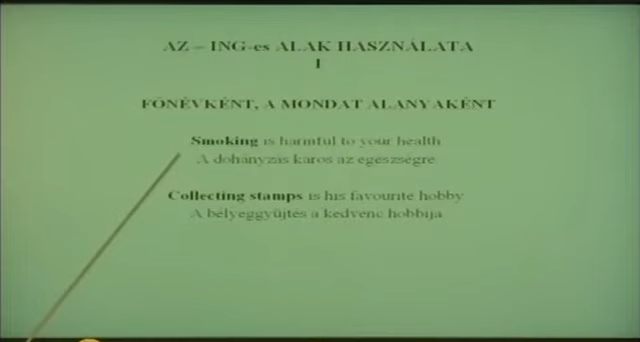 AZ – ING-es ALAK HASZNÁLATA
I
FŐNÉVKÉNT, A MONDAT ALANYAKÉNT
Smoking is harmful to your health
A dohányzás káros az egészségre
Collecting stamps is his favourite hobby
A bélyeggyűjtés a kedvenc hobbija